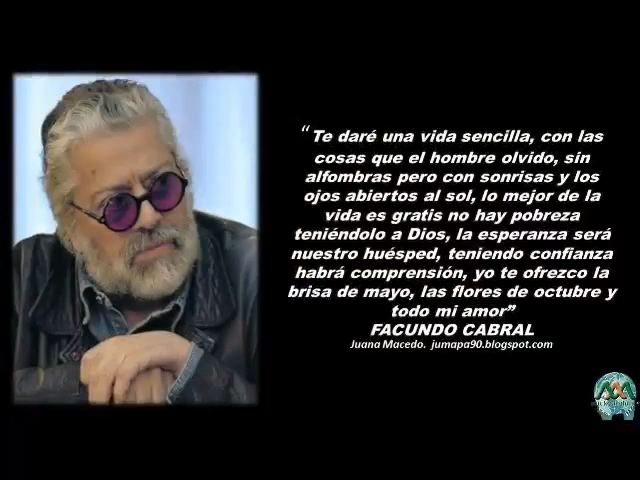 “Te daré una vida sencilla, con las
cosas que el hombre olvido, sin
alfombras pero con sonrisas y los
ojos abiertos al sol, lo mejor de la
vida es gratis no hay pobreza
teniéndolo a Dios, la esperanza será
nuestro huésped, teniendo confianza
habrá comprensión, yo te ofrezco la
brisa de mayo, las flores de octubre y
todo mi amor”
FACUNDO CABRAL
Juana Macedo. jumapa90.blogspot.com